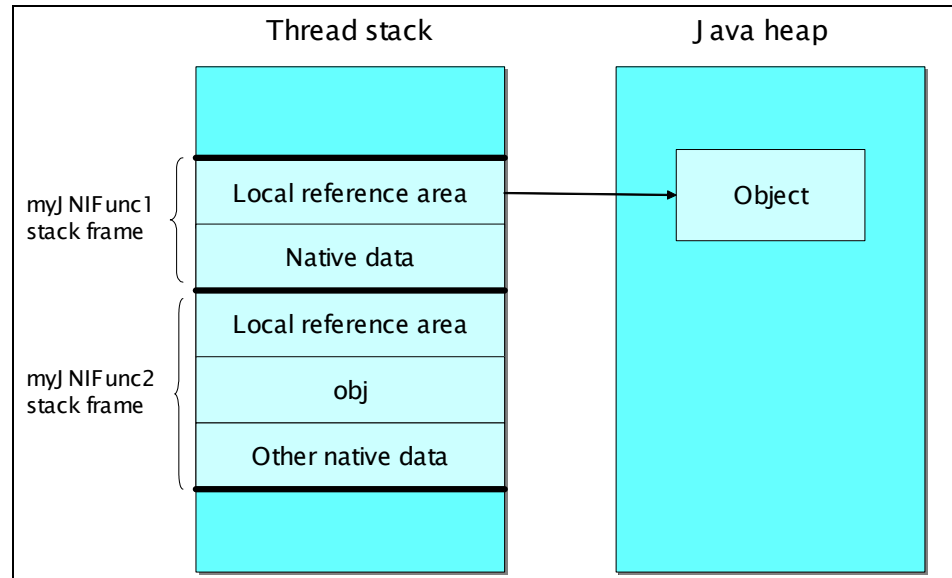 Thread stack
Java heap
myJNIFunc1
stack frame
Local reference area
Object
Native data
myJNIFunc2
stack frame
Local reference area
obj
Other native data